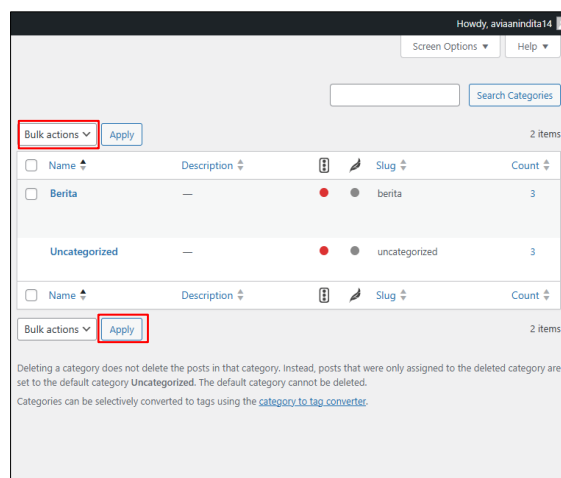 Howdy, aviaanindita14
Screen Options ▼ Help ▼
Search Categories
Bulk actions Apply 2 items
Name Description Slug Count
Berita — berita 3
Uncategorized — uncategorized 3
Name Description Slug Count
Bulk actions Apply 2 items
Deleting a category does not delete the posts in that category. Instead, posts that were only assigned to the deleted category are
set to the default category Uncategorized. The default category cannot be deleted.
Categories can be selectively converted to tags using the category to tag converter.